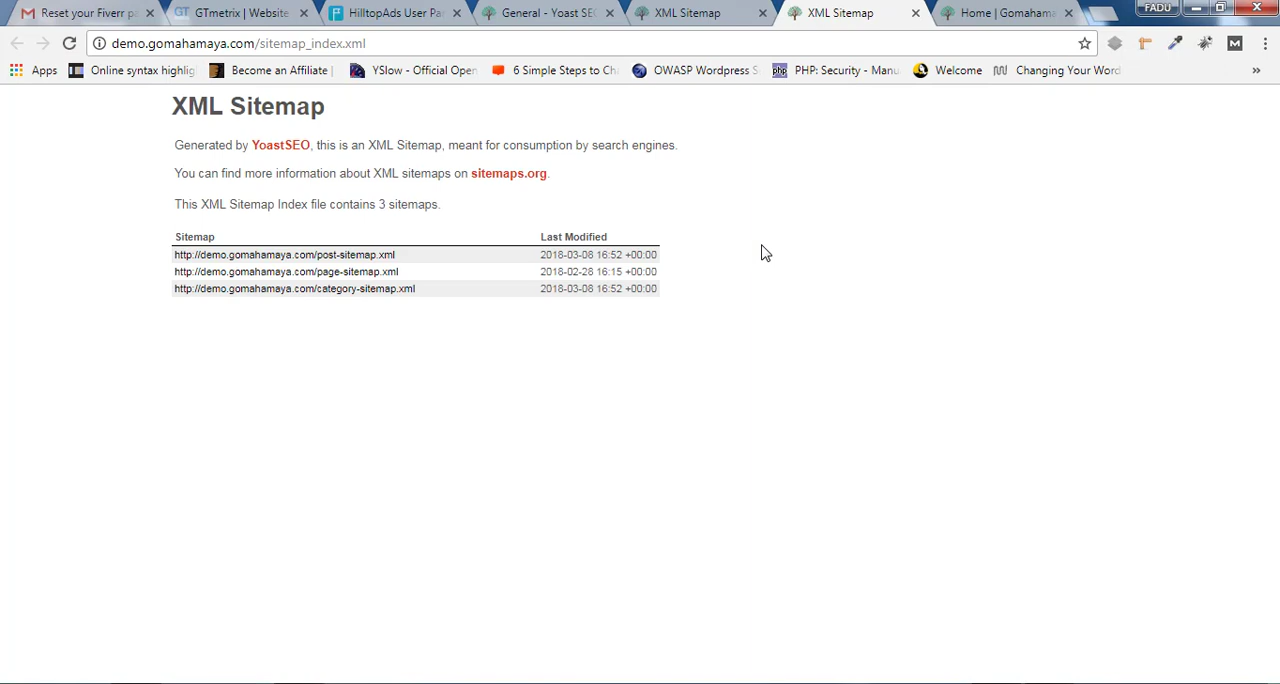 Reset your Fiverr pa
GTmetrix | Website
HilltopAds User Pan
General - Yoast SEO
XML Sitemap
XML Sitemap
Home | Gomahama
FADU
demo.gomahamaya.com/sitemap_index.xml
Apps
Online syntax highlig
Become an Affiliate |
YSlow - Official Open
6 Simple Steps to Ch
OWASP Wordpress S
php
PHP: Security - Manu
Welcome
Changing Your Word
»
XML Sitemap
Generated by YoastSEO, this is an XML Sitemap, meant for consumption by search engines.
You can find more information about XML sitemaps on sitemaps.org.
This XML Sitemap Index file contains 3 sitemaps.
Sitemap Last Modified
http://demo.gomahamaya.com/post-sitemap.xml 2018-03-08 16:52 +00:00
http://demo.gomahamaya.com/page-sitemap.xml 2018-02-28 16:15 +00:00
http://demo.gomahamaya.com/category-sitemap.xml 2018-03-08 16:52 +00:00